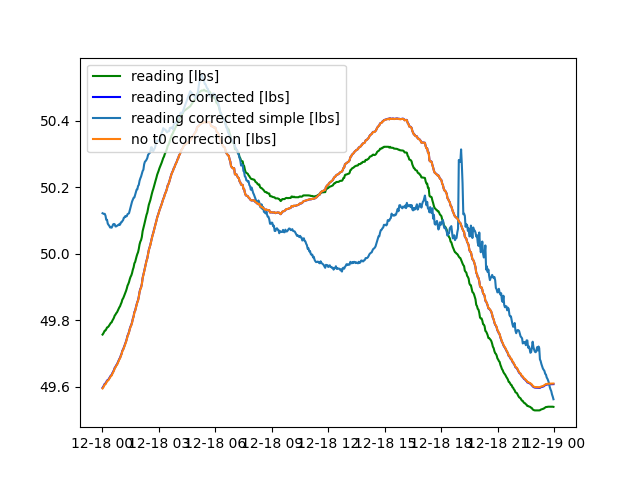 reading [lbs]
reading corrected [lbs]
reading corrected simple [lbs]
no t0 correction [lbs]
50.4
50.2
50.0
49.8
49.6
12-18 00 12-18 03 12-18 06 12-18 09 12-18 12 12-18 15 12-18 18 12-18 21 12-19 00